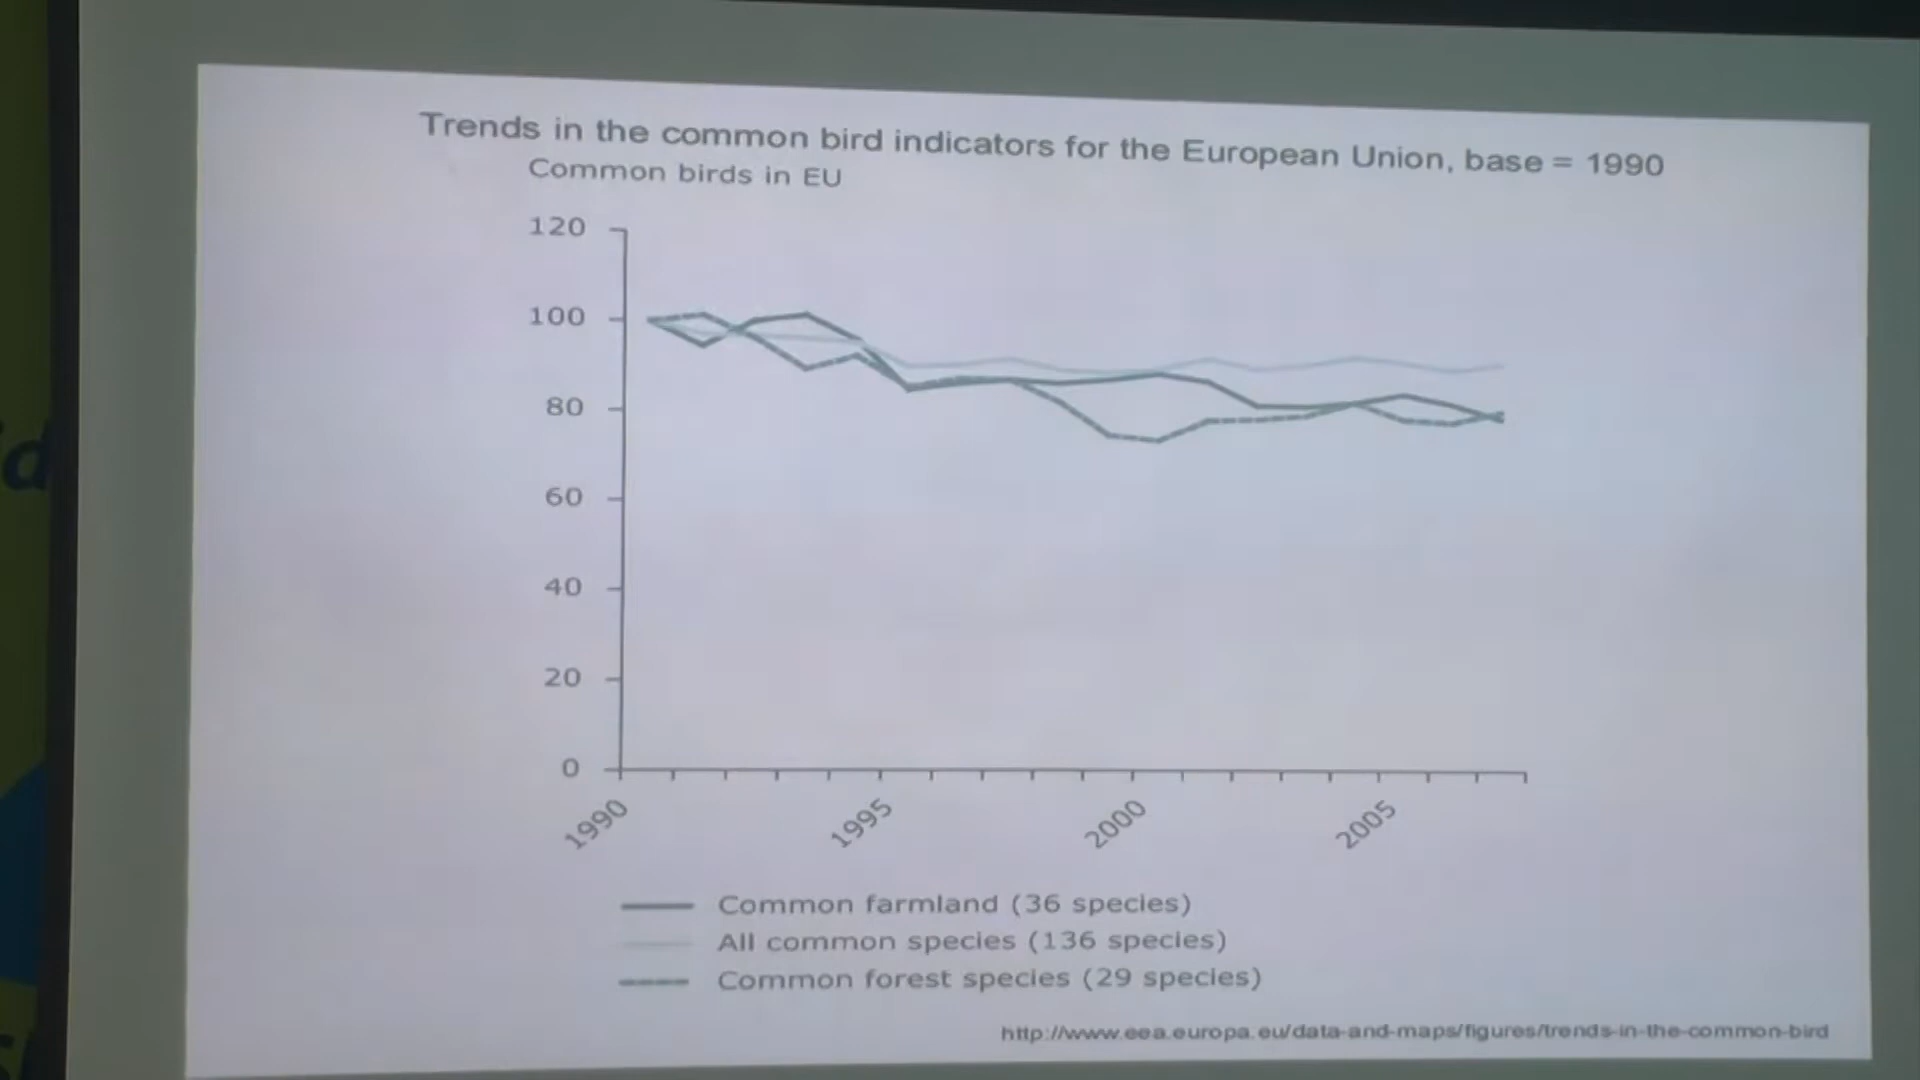 Trends in the common bird indicators for the European Union, base = 1990
Common birds in EU
120
100
80
60
40
20
0
1990
1995
2000
2005
Common farmland (36 species)
All common species (136 species)
Common forest species (29 species)
http://www.eea.europa.eu/data-and-maps/figures/trends-in-the-common-bird
id